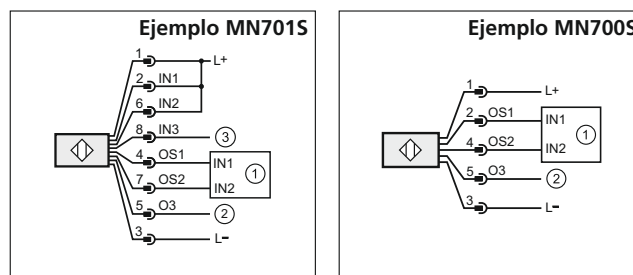 Ejemplo MN701S
1 L+
2 IN1
6 IN2
8 IN3 3
4 OS1 IN1
1
7 OS2 IN2
5 O3 2
3 L-
Ejemplo MN700S
1 L+
2 OS1 IN1
1
4 OS2 IN2
5 O3 2
3 L-